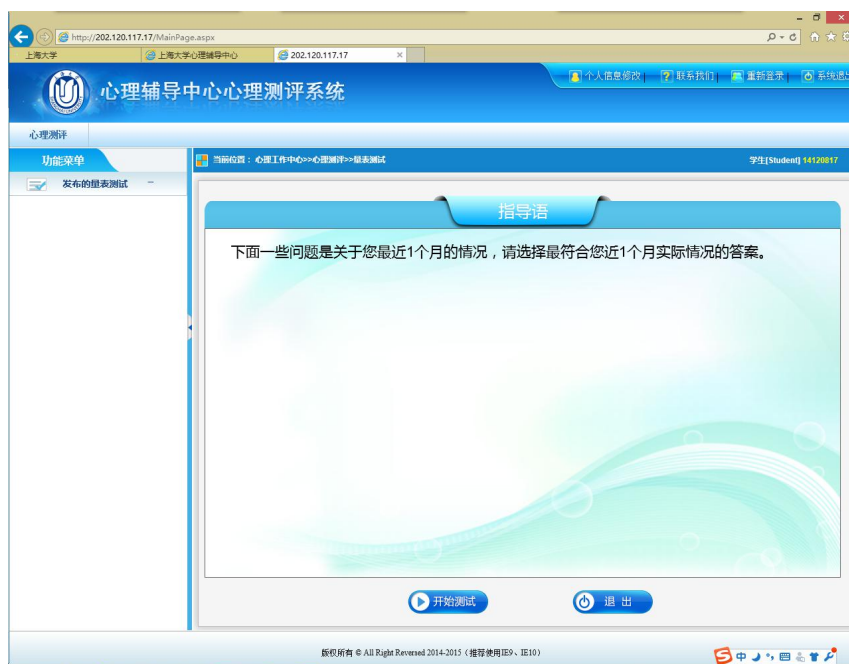 http://202.120.117.17/MainPage.aspx
上海大学
上海大学心理辅导中心
202.120.117.17
个人信息修改 | 联系我们 | 重新登录 | 系统退出
心理辅导中心心理测评系统
心理测评
功能菜单
当前位置：心理工作中心>>心理测评>>量表测试
学生[Student] 14120817
发布的量表测试
指导语
下面一些问题是关于您最近1个月的情况，请选择最符合您近1个月实际情况的答案。
开始测试
退 出
版权所有 © All Right Reversed 2014-2015（推荐使用IE9、IE10）
中